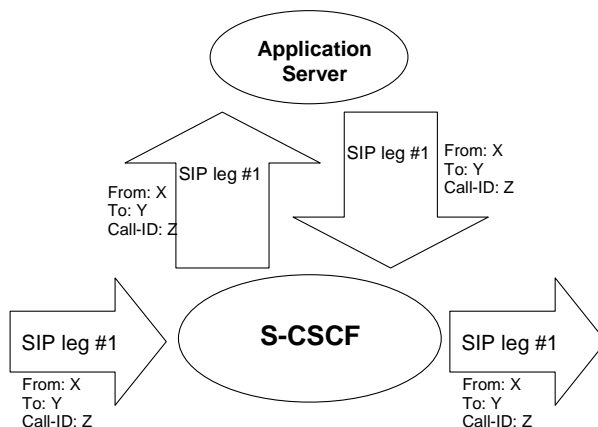 Application
Server
SIP leg #1
From: X
To: Y
Call-ID: Z
SIP leg #1
From: X
To: Y
Call-ID: Z
SIP leg #1
From: X
To: Y
Call-ID: Z
S-CSCF
SIP leg #1
From: X
To: Y
Call-ID: Z